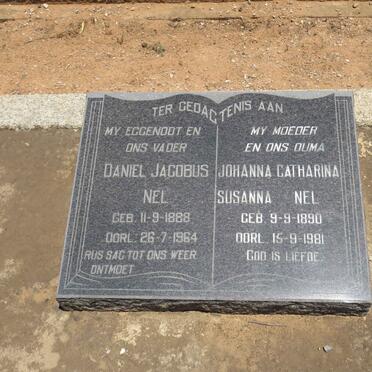 TER GEDAGTENIS AAN
MY EGGENOOT EN
ONS VADER
DANIEL JACOBUS
NEL
GEB. 11-9-1888
OORL. 26-7-1964
RUS SAG TOT ONS WEER
ONTMOET
MY MOEDER
EN ONS OUMA
JOHANNA CATHARINA
SUSANNA NEL
GEB. 9-9-1890
OORL. 15-9-1981
GOD IS LIEFDE